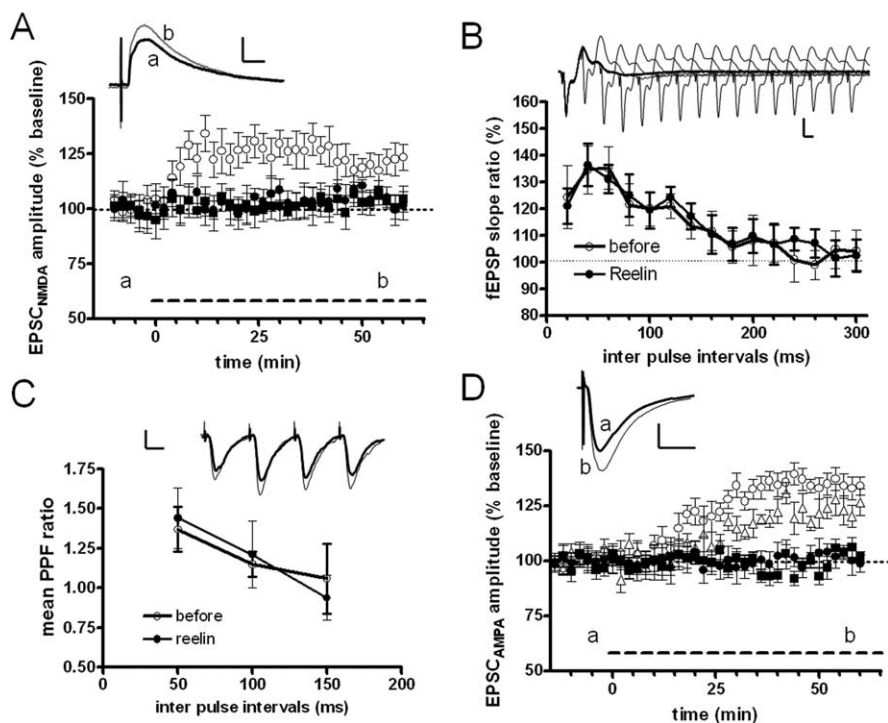 A
b
a
EPSC_NMDA amplitude (% baseline)
150
125
100
75
50
a
b
0
25
50
time (min)
B
fEPSP slope ratio (%)
160
150
140
130
120
110
100
90
80
before
Reelin
0
100
200
300
inter pulse intervals (ms)
C
mean PPF ratio
1.75
1.50
1.25
1.00
0.75
0.50
before
reelin
0
50
100
150
200
inter pulse intervals (ms)
D
a
b
EPSC_AMPA amplitude (% baseline)
150
125
100
75
50
a
b
0
25
50
time (min)